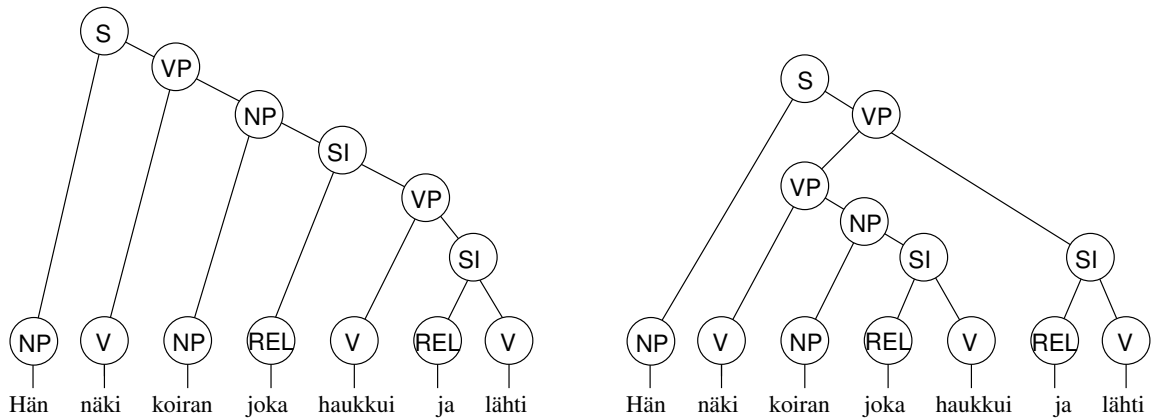 S
VP
NP
SI
VP
SI
NP V NP REL V REL V
Hän näki koiran joka haukkui ja lähti
S
VP
VP
NP
SI SI
NP V NP REL V REL V
Hän näki koiran joka haukkui ja lähti